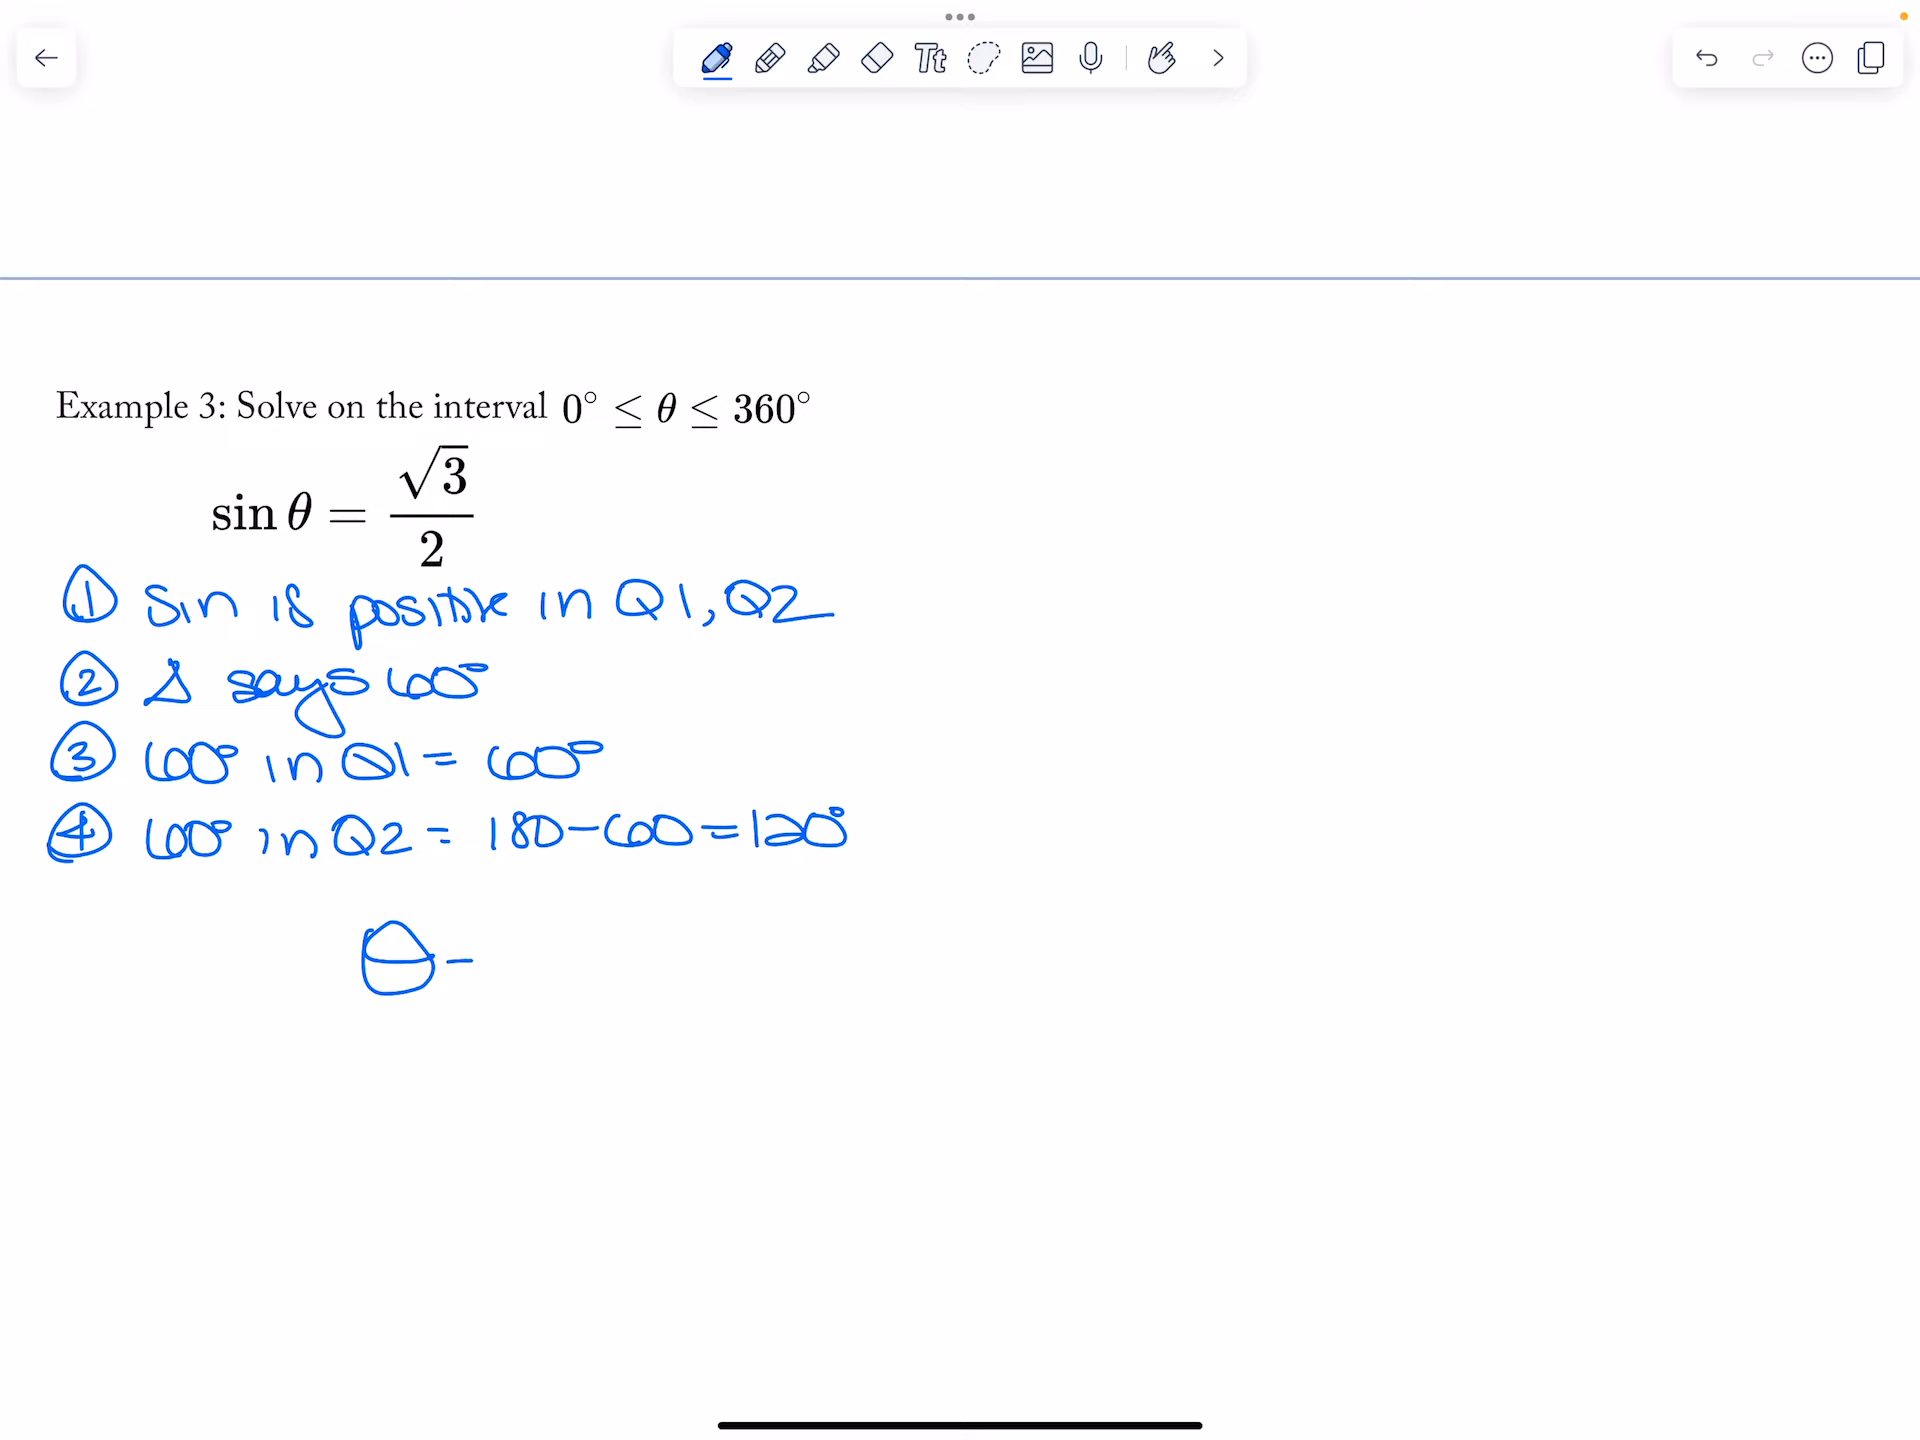 Tt
Example 3: Solve on the interval 0° ≤ θ ≤ 360°
sin θ = √3/2
① Sin is positive in Q1, Q2
② Δ says 60°
③ 60° in Q1 = 60°
④ 60° in Q2 = 180 - 60 = 120°
θ -